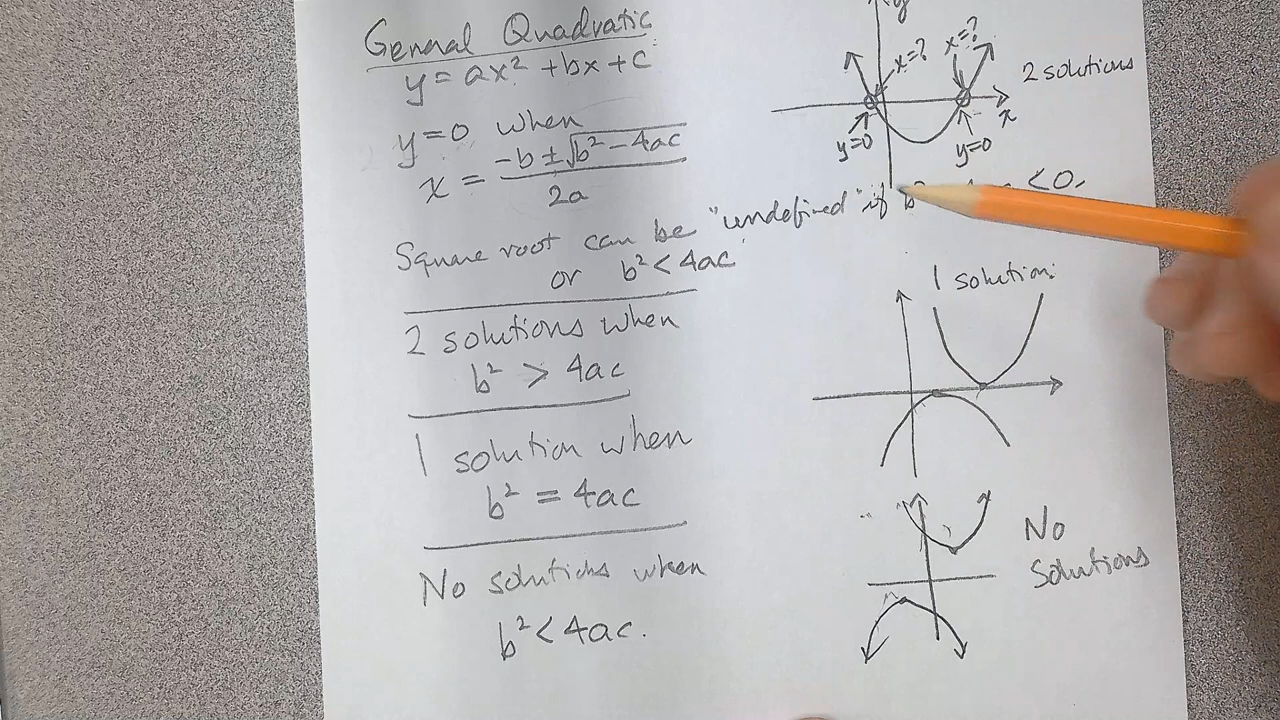 General Quadratic
y = ax² + bx + c
y=0 when
x = -b ± √b² - 4ac / 2a
Square root can be "undefined" if b² <0,
or b² < 4ac
2 solutions when
b² > 4ac
1 solution when
b² = 4ac
No solutions when
b² < 4ac.
y
x=? x=?
2 solutions
x
y=0 y=0
1 solution:
No
Solutions